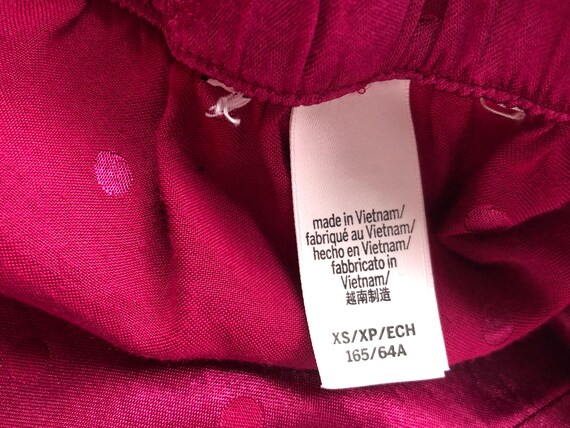 made in Vietnam/
fabriqué au Vietnam/
hecho en Vietnam/
fabbricato in
Vietnam/
越南制造
XS/XP/ECH
165/64A